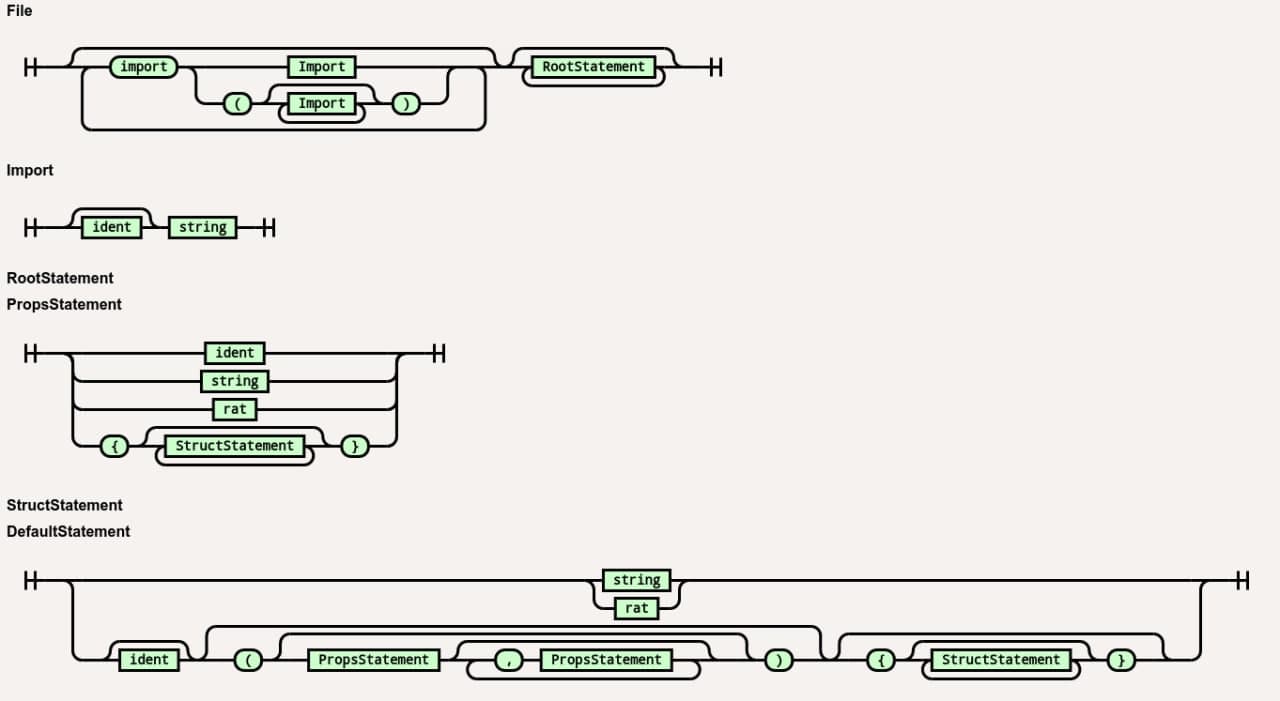 File
import Import RootStatement
( Import )
Import
ident string
RootStatement
PropsStatement
ident
string
rat
{ StructStatement }
StructStatement
DefaultStatement
string
rat
ident ( PropsStatement , PropsStatement ) { StructStatement }